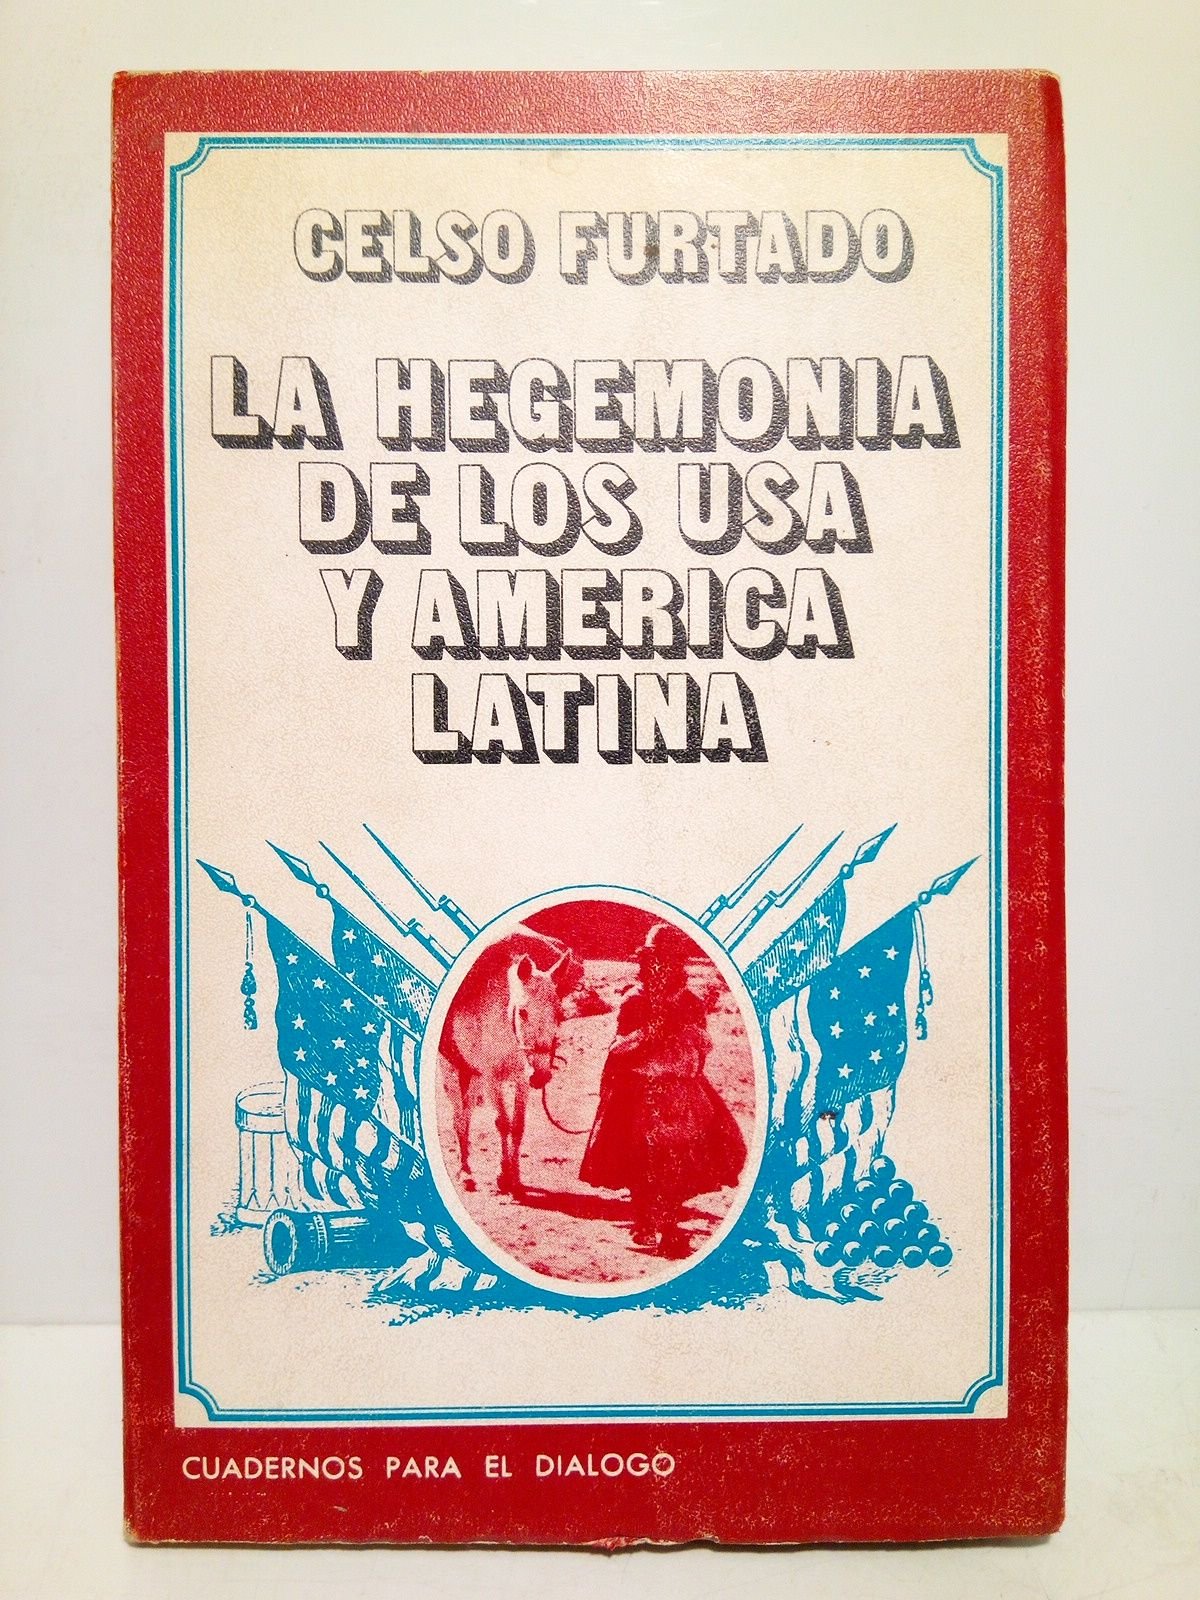 CELSO FURTADO
LA HEGEMONIA
DE LOS USA
Y AMERICA
LATINA
CUADERNOS PARA EL DIALOGO